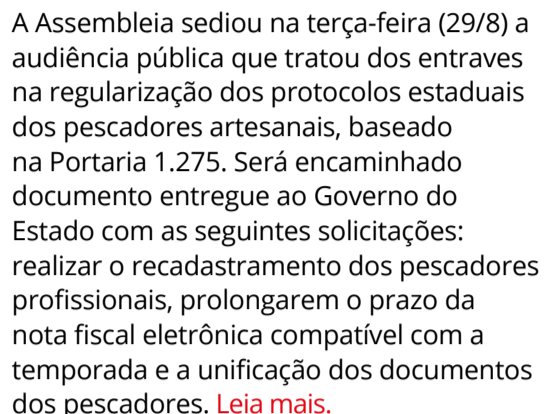 A Assembleia sediou na terça-feira (29/8) a
audiência pública que tratou dos entraves
na regularização dos protocolos estaduais
dos pescadores artesanais, baseado
na Portaria 1.275. Será encaminhado
documento entregue ao Governo do
Estado com as seguintes solicitações:
realizar o recadastramento dos pescadores
profissionais, prolongarem o prazo da
nota fiscal eletrônica compatível com a
temporada e a unificação dos documentos
dos pescadores. Leia mais.